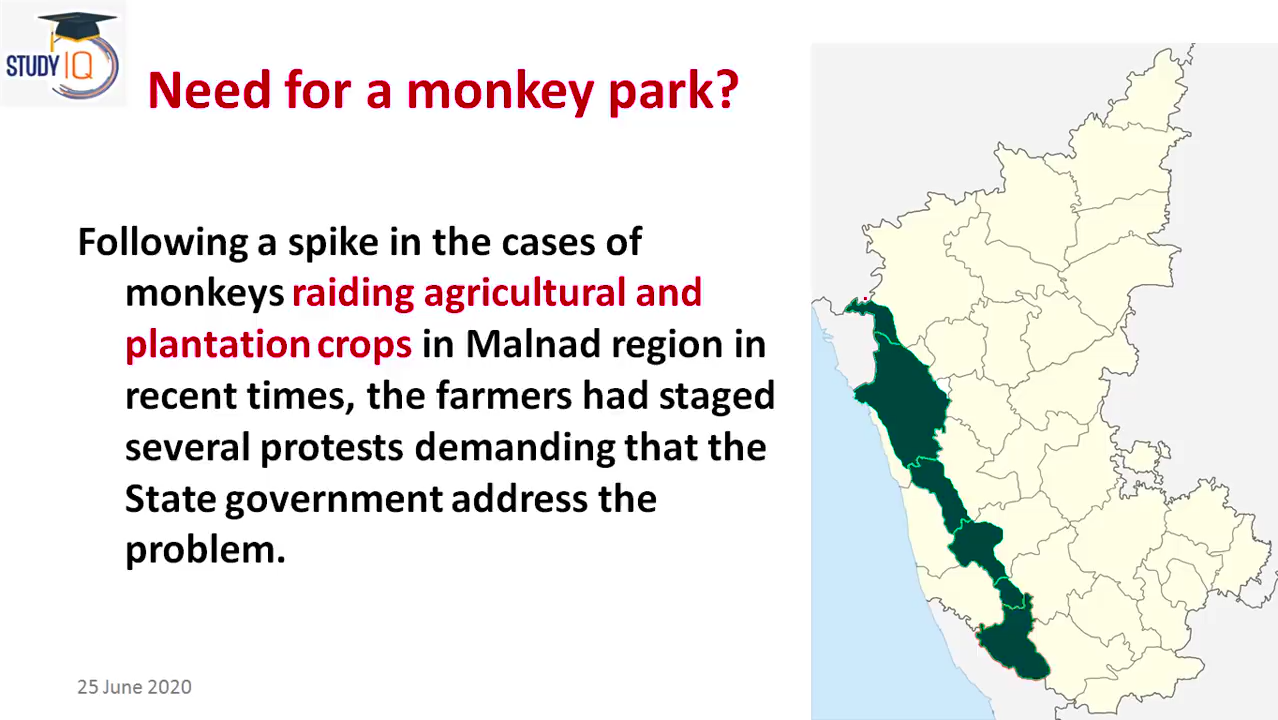 STUDY IQ
Need for a monkey park?
Following a spike in the cases of
monkeys raiding agricultural and
plantation crops in Malnad region in
recent times, the farmers had staged
several protests demanding that the
State government address the
problem.
25 June 2020